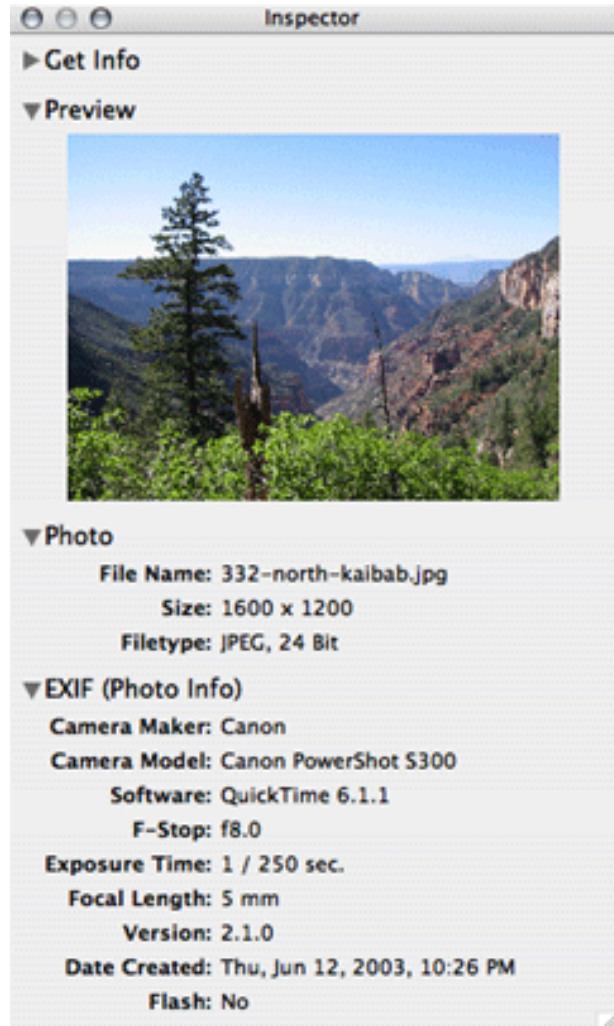 Inspector
Get Info
Preview
Photo
File Name: 332-north-kaibab.jpg
Size: 1600 x 1200
Filetype: JPEG, 24 Bit
EXIF (Photo Info)
Camera Maker: Canon
Camera Model: Canon PowerShot S300
Software: QuickTime 6.1.1
F-Stop: f8.0
Exposure Time: 1 / 250 sec.
Focal Length: 5 mm
Version: 2.1.0
Date Created: Thu, Jun 12, 2003, 10:26 PM
Flash: No